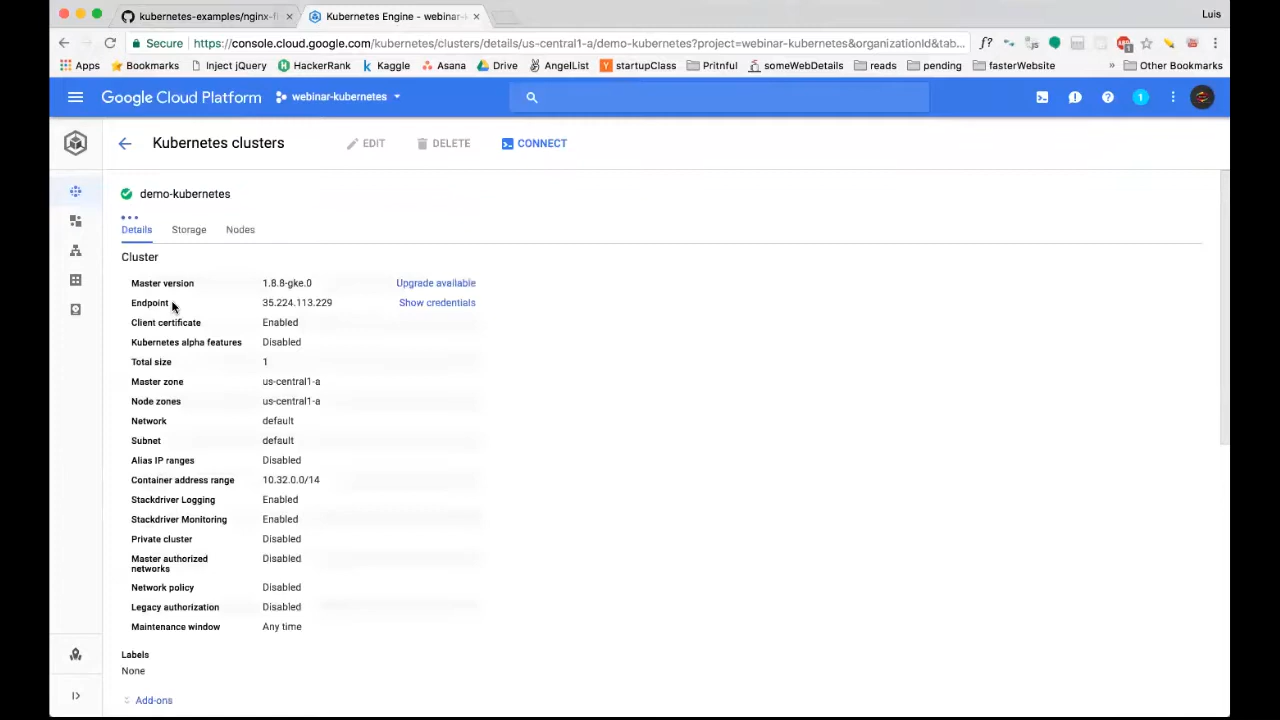 kubernetes-examples/nginx-f
Kubernetes Engine - webinar-
Luis
Secure
https://console.cloud.google.com/kubernetes/clusters/details/us-central1-a/demo-kubernetes?project=webinar-kubernetes&organizationId&tab...
Apps
Bookmarks
Inject jQuery
HackerRank
Kaggle
Asana
Drive
AngelList
startupClass
Pritnful
someWebDetails
reads
pending
fasterWebsite
»
Other Bookmarks
Google Cloud Platform
webinar-kubernetes
1
Kubernetes clusters
EDIT
DELETE
CONNECT
demo-kubernetes
Details Storage Nodes
Cluster
Master version 1.8.8-gke.0 Upgrade available
Endpoint 35.224.113.229 Show credentials
Client certificate Enabled
Kubernetes alpha features Disabled
Total size 1
Master zone us-central1-a
Node zones us-central1-a
Network default
Subnet default
Alias IP ranges Disabled
Container address range 10.32.0.0/14
Stackdriver Logging Enabled
Stackdriver Monitoring Enabled
Private cluster Disabled
Master authorized Disabled
networks
Network policy Disabled
Legacy authorization Disabled
Maintenance window Any time
Labels
None
Add-ons